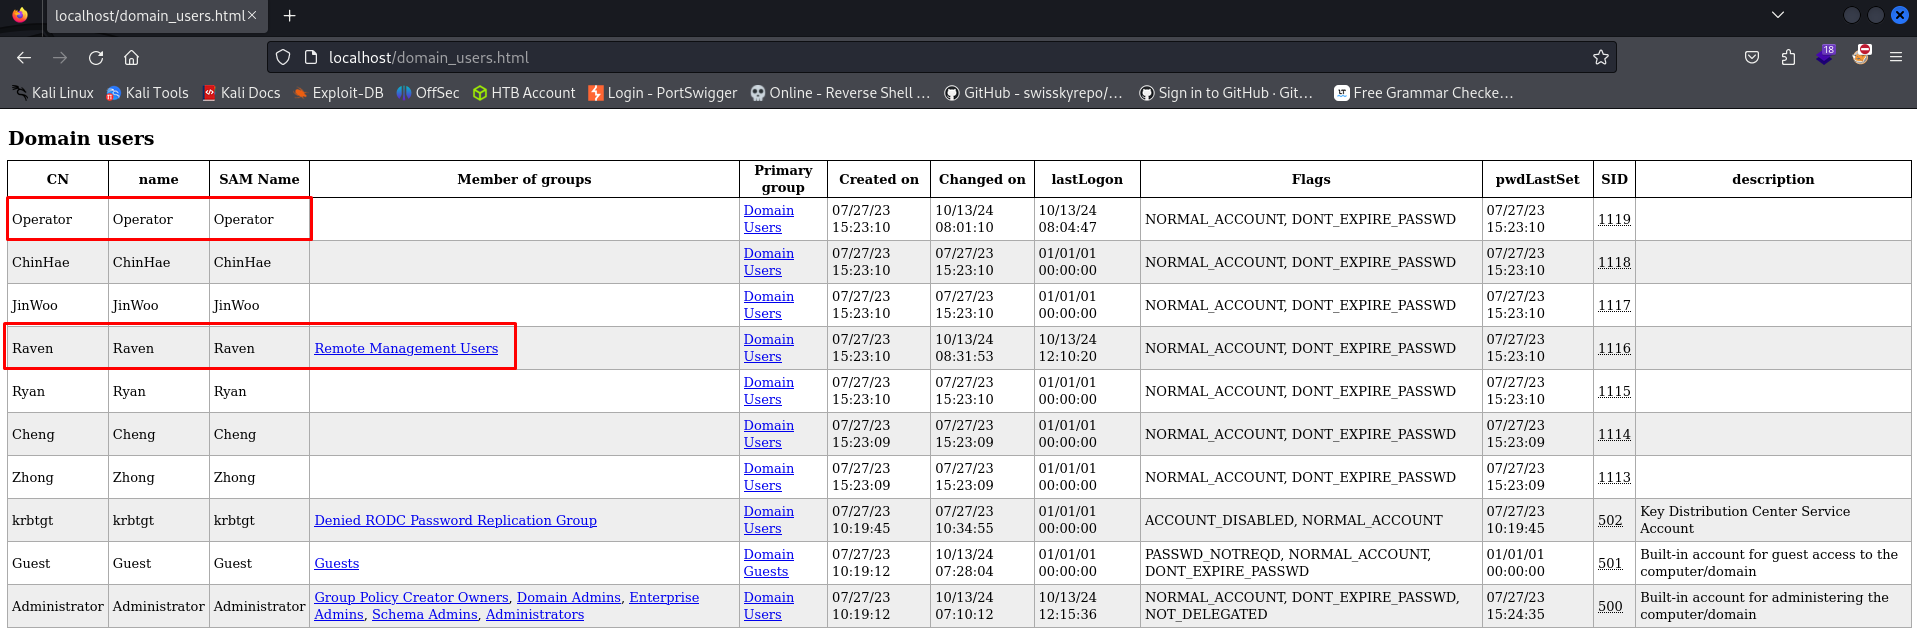 localhost/domain_users.html
localhost/domain_users.html
18
Kali Linux Kali Tools Kali Docs Exploit-DB OffSec HTB Account Login - PortSwigger Online - Reverse Shell … GitHub - swisskyrepo/… Sign in to GitHub · Git… Free Grammar Checke…
Domain users
CN name SAM Name Member of groups Primary group Created on Changed on lastLogon Flags pwdLastSet SID description
Operator Operator Operator Domain Users 07/27/23 15:23:10 10/13/24 08:01:10 10/13/24 08:04:47 NORMAL_ACCOUNT, DONT_EXPIRE_PASSWD 07/27/23 15:23:10 1119
ChinHae ChinHae ChinHae Domain Users 07/27/23 15:23:10 07/27/23 15:23:10 01/01/01 00:00:00 NORMAL_ACCOUNT, DONT_EXPIRE_PASSWD 07/27/23 15:23:10 1118
JinWoo JinWoo JinWoo Domain Users 07/27/23 15:23:10 07/27/23 15:23:10 01/01/01 00:00:00 NORMAL_ACCOUNT, DONT_EXPIRE_PASSWD 07/27/23 15:23:10 1117
Raven Raven Raven Remote Management Users Domain Users 07/27/23 15:23:10 10/13/24 08:31:53 10/13/24 12:10:20 NORMAL_ACCOUNT, DONT_EXPIRE_PASSWD 07/27/23 15:23:10 1116
Ryan Ryan Ryan Domain Users 07/27/23 15:23:10 07/27/23 15:23:10 01/01/01 00:00:00 NORMAL_ACCOUNT, DONT_EXPIRE_PASSWD 07/27/23 15:23:10 1115
Cheng Cheng Cheng Domain Users 07/27/23 15:23:09 07/27/23 15:23:09 01/01/01 00:00:00 NORMAL_ACCOUNT, DONT_EXPIRE_PASSWD 07/27/23 15:23:09 1114
Zhong Zhong Zhong Domain Users 07/27/23 15:23:09 07/27/23 15:23:09 01/01/01 00:00:00 NORMAL_ACCOUNT, DONT_EXPIRE_PASSWD 07/27/23 15:23:09 1113
krbtgt krbtgt krbtgt Denied RODC Password Replication Group Domain Users 07/27/23 10:19:45 07/27/23 10:34:55 01/01/01 00:00:00 ACCOUNT_DISABLED, NORMAL_ACCOUNT 07/27/23 10:19:45 502 Key Distribution Center Service Account
Guest Guest Guest Guests Domain Guests 07/27/23 10:19:12 10/13/24 07:28:04 01/01/01 00:00:00 PASSWD_NOTREQD, NORMAL_ACCOUNT, DONT_EXPIRE_PASSWD 01/01/01 00:00:00 501 Built-in account for guest access to the computer/domain
Administrator Administrator Administrator Group Policy Creator Owners, Domain Admins, Enterprise Admins, Schema Admins, Administrators Domain Users 07/27/23 10:19:12 10/13/24 07:10:12 10/13/24 12:15:36 NORMAL_ACCOUNT, DONT_EXPIRE_PASSWD, NOT_DELEGATED 07/27/23 15:24:35 500 Built-in account for administering the computer/domain